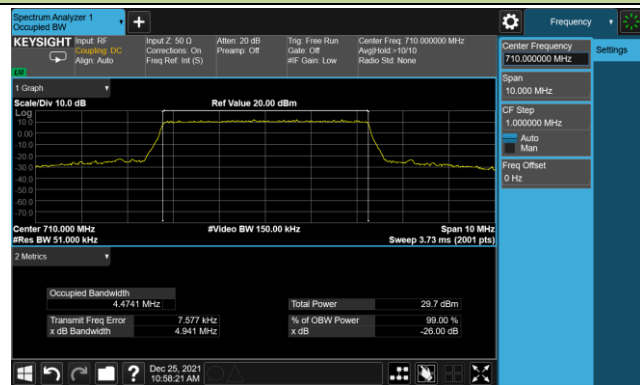 Spectrum Analyzer 1
Occupied BW
+
Frequency
KEYSIGHT
Input: RF
Coupling: DC
Align: Auto
Input Z: 50 Ω
Corrections: On
Freq Ref: Int (S)
Atten: 20 dB
Preamp: Off
Trig: Free Run
Gate: Off
#IF Gain: Low
Center Freq: 710.000000 MHz
Avg|Hold:>10/10
Radio Std: None
Center Frequency
710.000000 MHz
Settings
Span
10.000 MHz
CF Step
1.000000 MHz
Auto
Man
Freq Offset
0 Hz
1 Graph
Scale/Div 10.0 dB
Ref Value 20.00 dBm
Log
10.0
0.00
-10.0
-20.0
-30.0
-40.0
-50.0
-60.0
-70.0
Center 710.000 MHz
#Video BW 150.00 kHz
Span 10 MHz
#Res BW 51.000 kHz
Sweep 3.73 ms (2001 pts)
2 Metrics
Occupied Bandwidth
4.4741 MHz
Total Power
29.7 dBm
Transmit Freq Error
7.577 kHz
% of OBW Power
99.00 %
x dB Bandwidth
4.941 MHz
x dB
-26.00 dB
?
Dec 25, 2021
10:58:21 AM